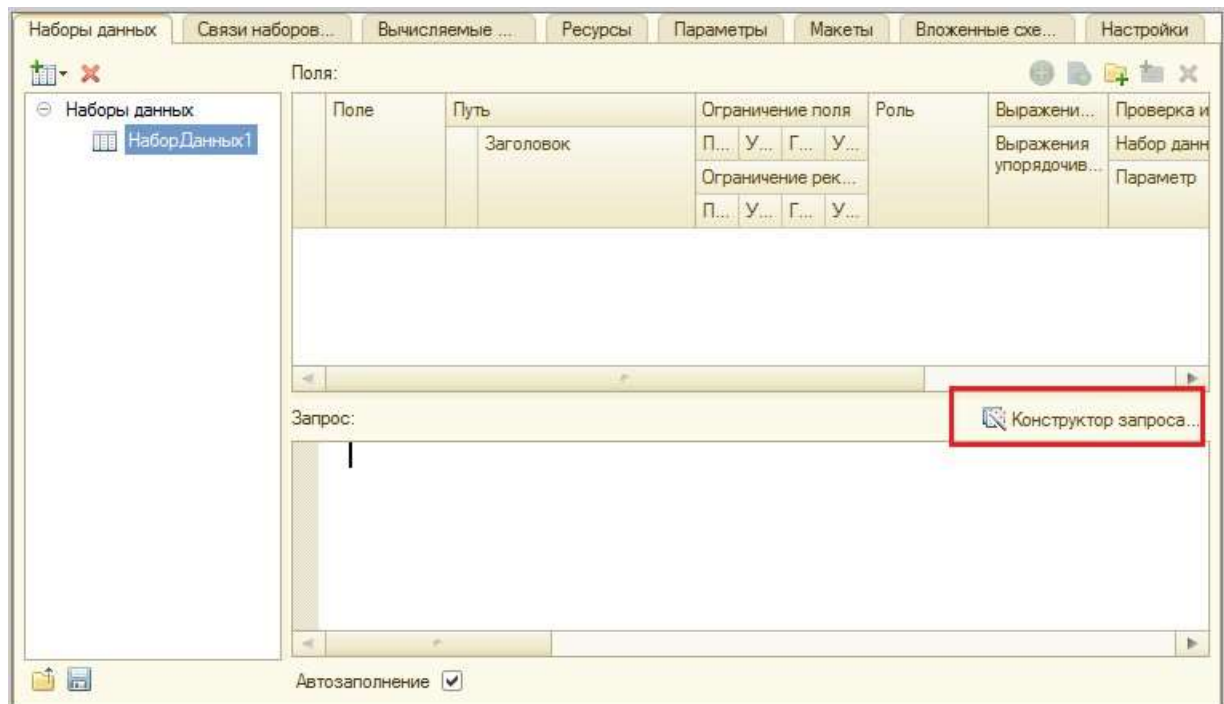 Наборы данных Связи наборов... Вычисляемые ... Ресурсы Параметры Макеты Вложенные схе... Настройки
Поля:
Наборы данных
НаборДанных1
Поле Путь Ограничение поля Роль Выражени... Проверка и
Заголовок П... У... Г... У... Выражения упорядочив... Набор данн
Ограничение рек... Параметр
П... У... Г... У...
Запрос: Конструктор запроса...
Автозаполнение